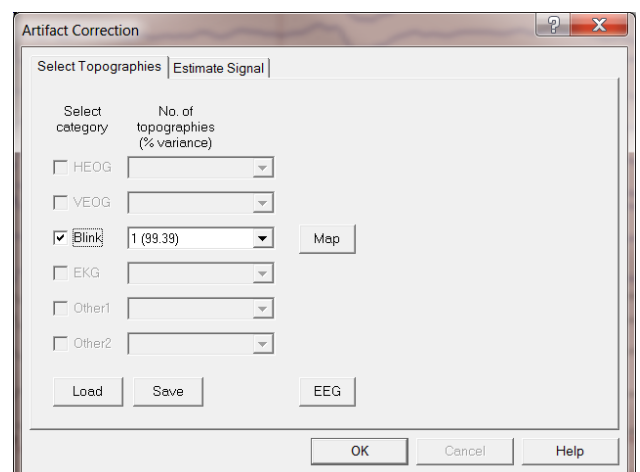 Artifact Correction
?
X
Select Topographies
Estimate Signal
Select category
No. of topographies (% variance)
HEOG
VEOG
Blink
1 (99.39)
Map
EKG
Other1
Other2
Load
Save
EEG
OK
Cancel
Help